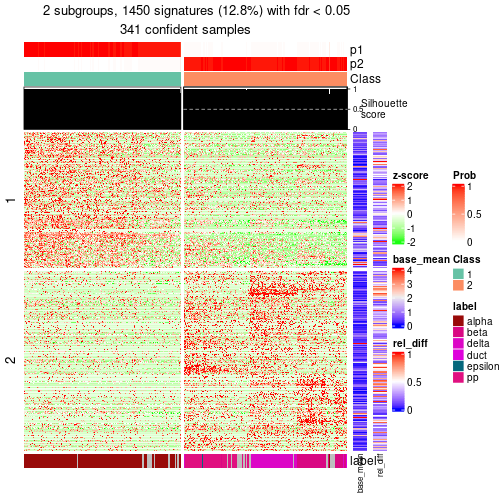 2 subgroups, 1450 signatures (12.8%) with fdr < 0.05
341 confident samples
p1
p2
Class
1
0.5
0
Silhouette
score
1
2
label
base_mean
rel_diff
z-score
2
1
0
-1
-2
Prob
1
0.5
0
base_mean
4
3
2
1
0
Class
1
2
rel_diff
1
0.5
0
label
alpha
beta
delta
duct
epsilon
pp